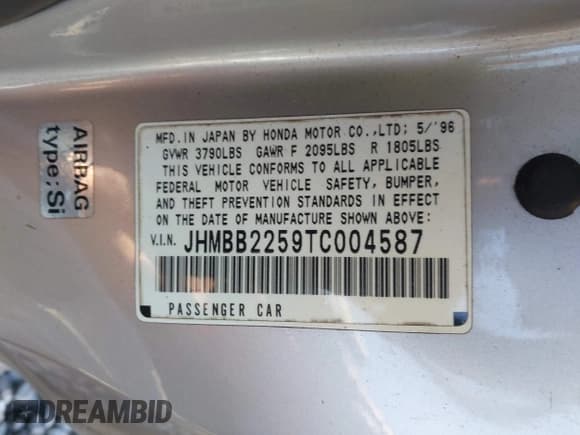 MFD.IN JAPAN BY HONDA MOTOR CO.,LTD; 5/'96
GVWR 3790LBS GAWR F 2095LBS R 1805LBS
THIS VEHICLE CONFORMS TO ALL APPLICABLE
FEDERAL MOTOR VEHICLE SAFETY, BUMPER,
AND THEFT PREVENTION STANDARDS IN EFFECT
ON THE DATE OF MANUFACTURE SHOWN ABOVE:
V.I.N. JHMBB2259TC004587
PASSENGER CAR
AIRBAG
type:Si
DREAMBID